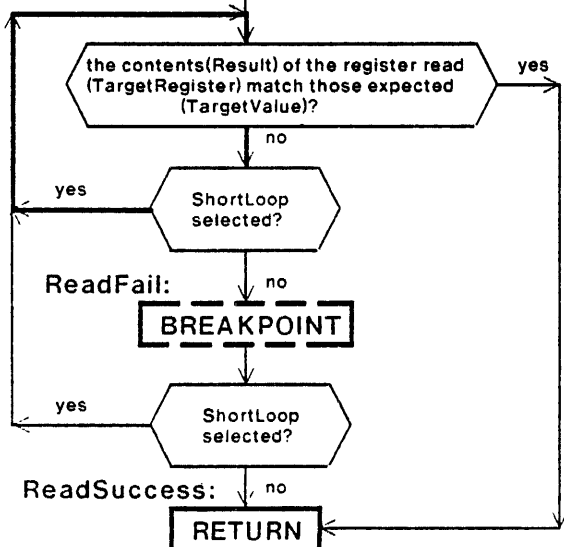 the contents(Result) of the register read
(TargetRegister) match those expected
(TargetValue)?
yes
no
yes
ShortLoop
selected?
no
ReadFail:
BREAKPOINT
yes
ShortLoop
selected?
ReadSuccess:
no
RETURN